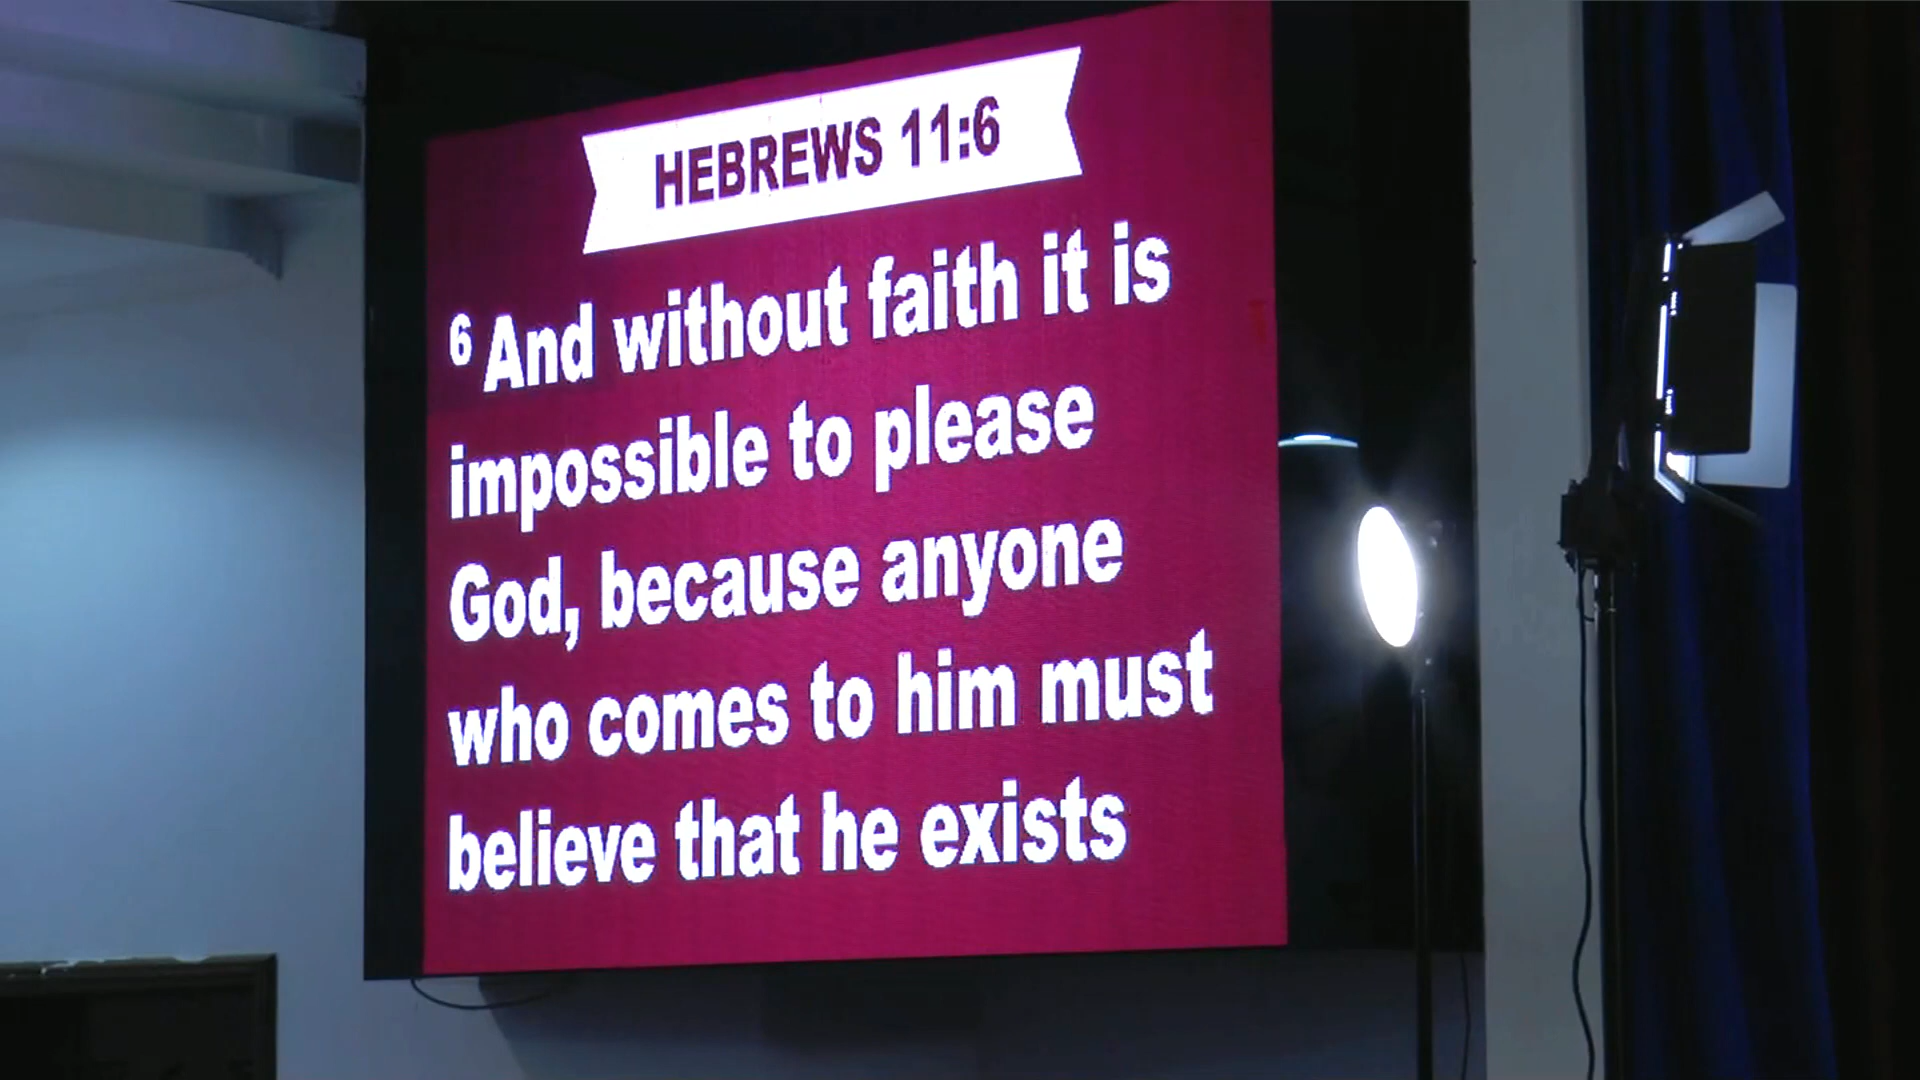 HEBREWS 11:6
⁶ And without faith it is
impossible to please
God, because anyone
who comes to him must
believe that he exists